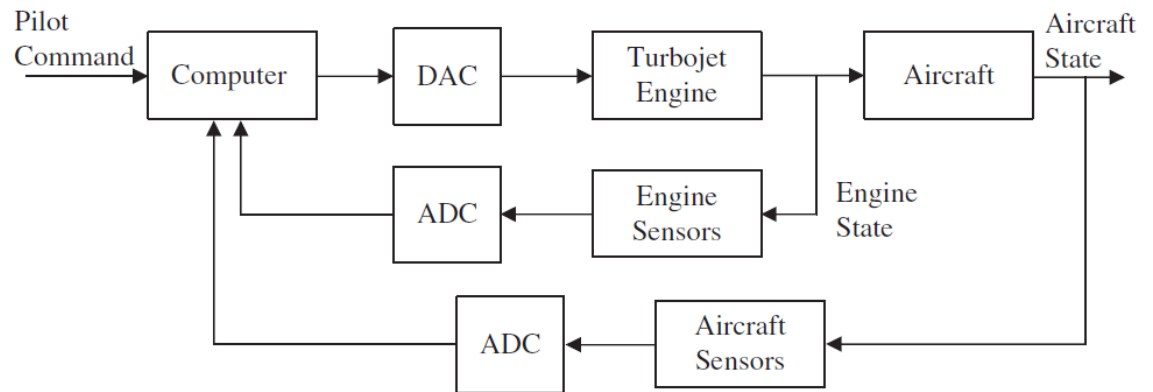 Pilot
Command
Computer
DAC
Turbojet
Engine
Aircraft
Aircraft
State
ADC
Engine
Sensors
Engine
State
ADC
Aircraft
Sensors